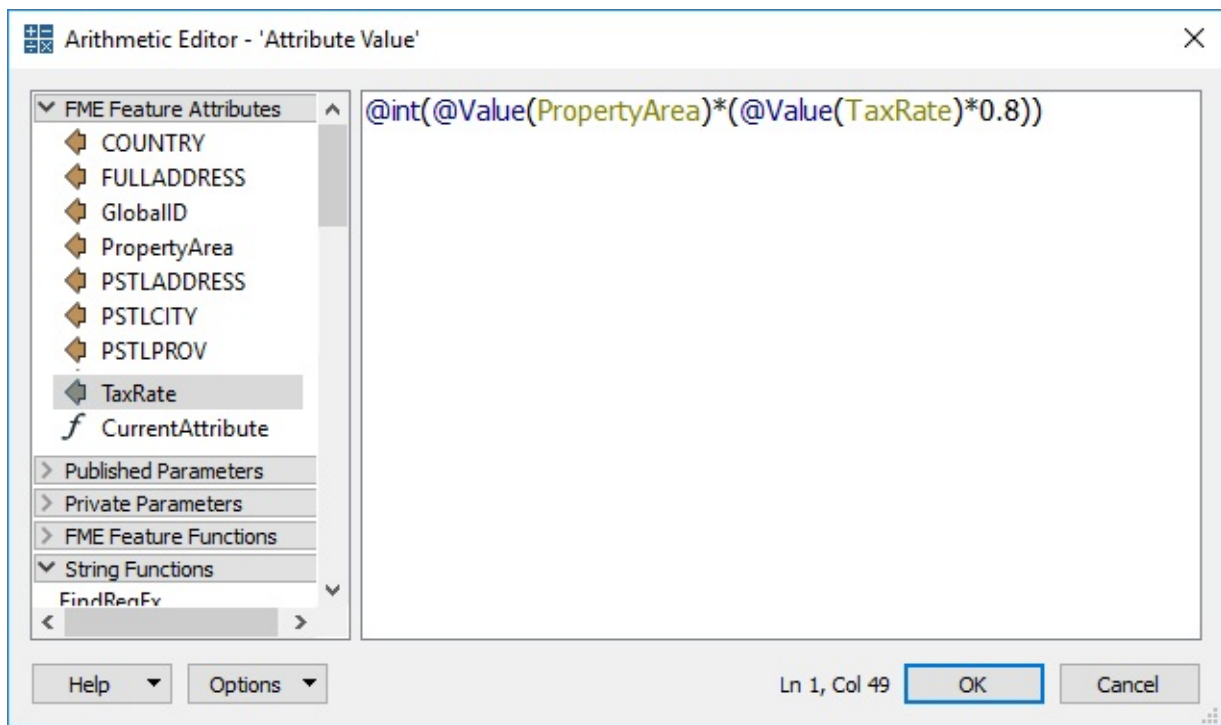 Arithmetic Editor - 'Attribute Value'
FME Feature Attributes
COUNTRY
FULLADDRESS
GlobalID
PropertyArea
PSTLADDRESS
PSTLCITY
PSTLPROV
TaxRate
CurrentAttribute
Published Parameters
Private Parameters
FME Feature Functions
String Functions
FindRegEx
@int(@Value(PropertyArea)*(@Value(TaxRate)*0.8))
Help
Options
Ln 1, Col 49
OK
Cancel